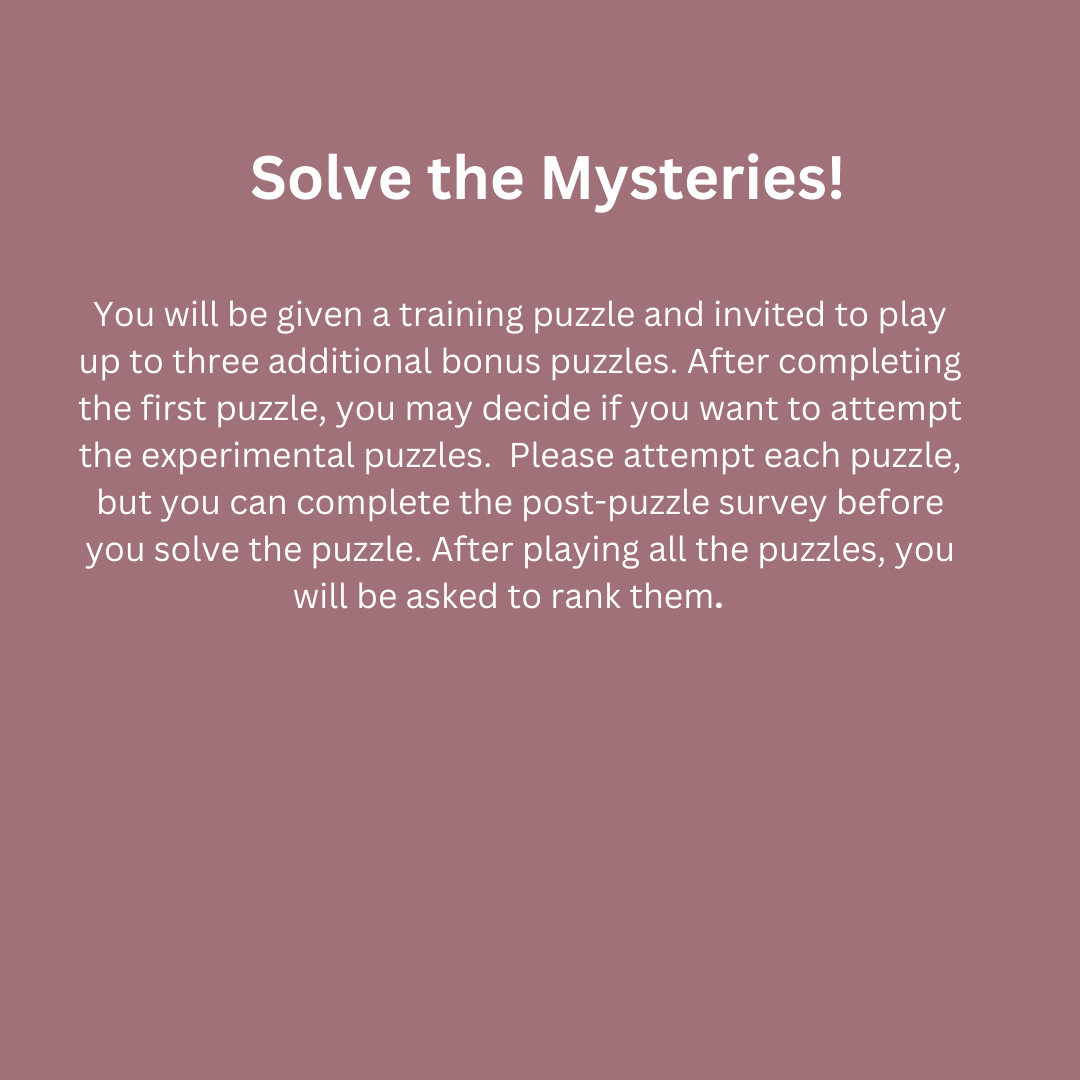 Solve the Mysteries!
You will be given a training puzzle and invited to play
up to three additional bonus puzzles. After completing
the first puzzle, you may decide if you want to attempt
the experimental puzzles.  Please attempt each puzzle,
but you can complete the post-puzzle survey before
you solve the puzzle. After playing all the puzzles, you
will be asked to rank them.